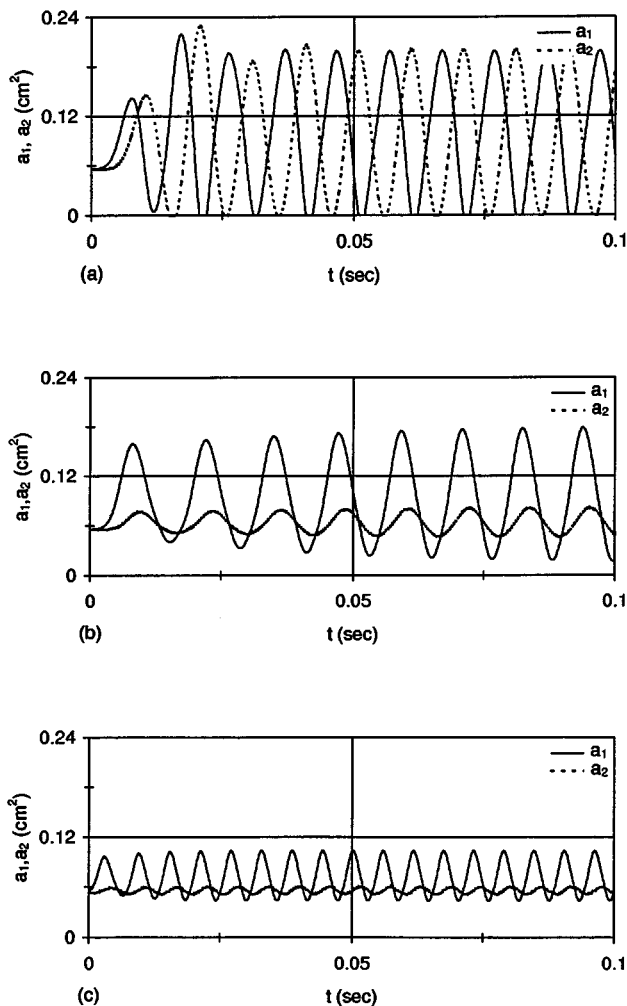 0.24
a₁
a₂
0.12
a₁, a₂ (cm²)
0
0 0.05 0.1
(a) t (sec)
0.24
a₁
a₂
0.12
a₁,a₂ (cm²)
0
0 0.05 0.1
(b) t (sec)
0.24
a₁
a₂
0.12
a₁,a₂ (cm²)
0
0 0.05 0.1
(c) t (sec)